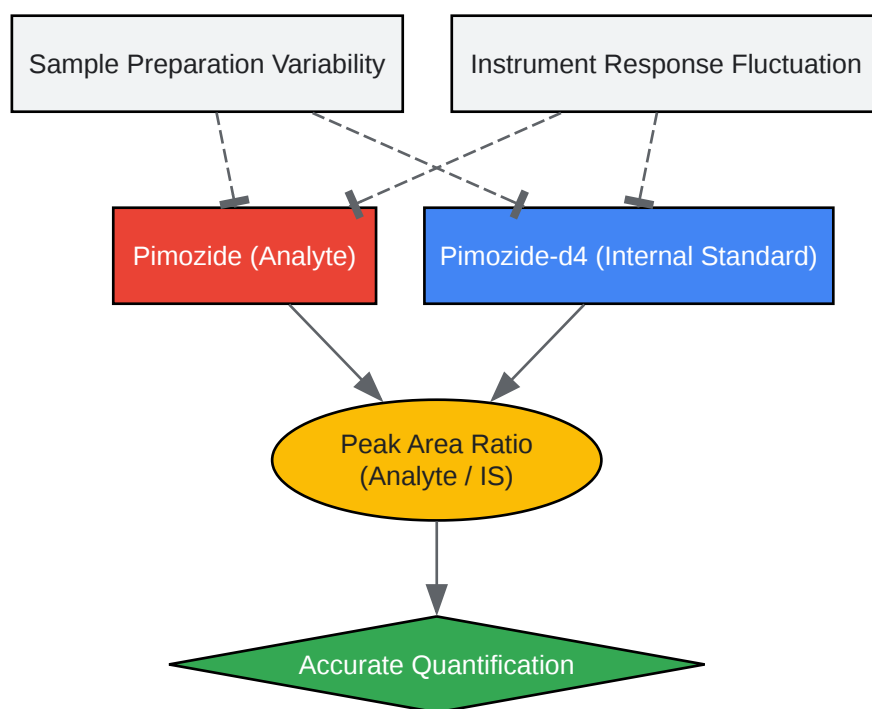 Sample Preparation Variability
Instrument Response Fluctuation
Pimozide (Analyte)
Pimozide-d4 (Internal Standard)
Peak Area Ratio
(Analyte / IS)
Accurate Quantification